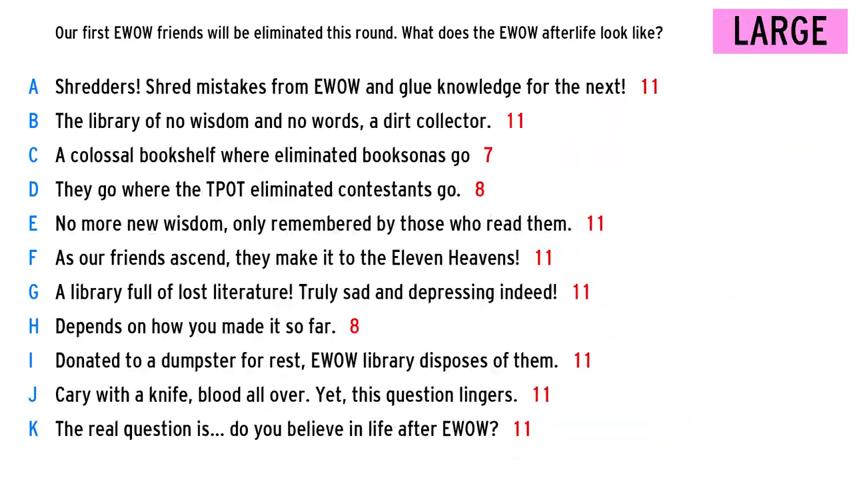 Our first EWOW friends will be eliminated this round. What does the EWOW afterlife look like?
LARGE
A Shredders! Shred mistakes from EWOW and glue knowledge for the next! 11
B The library of no wisdom and no words, a dirt collector. 11
C A colossal bookshelf where eliminated booksonas go 7
D They go where the TPOT eliminated contestants go. 8
E No more new wisdom, only remembered by those who read them. 11
F As our friends ascend, they make it to the Eleven Heavens! 11
G A library full of lost literature! Truly sad and depressing indeed! 11
H Depends on how you made it so far. 8
I Donated to a dumpster for rest, EWOW library disposes of them. 11
J Cary with a knife, blood all over. Yet, this question lingers. 11
K The real question is... do you believe in life after EWOW? 11